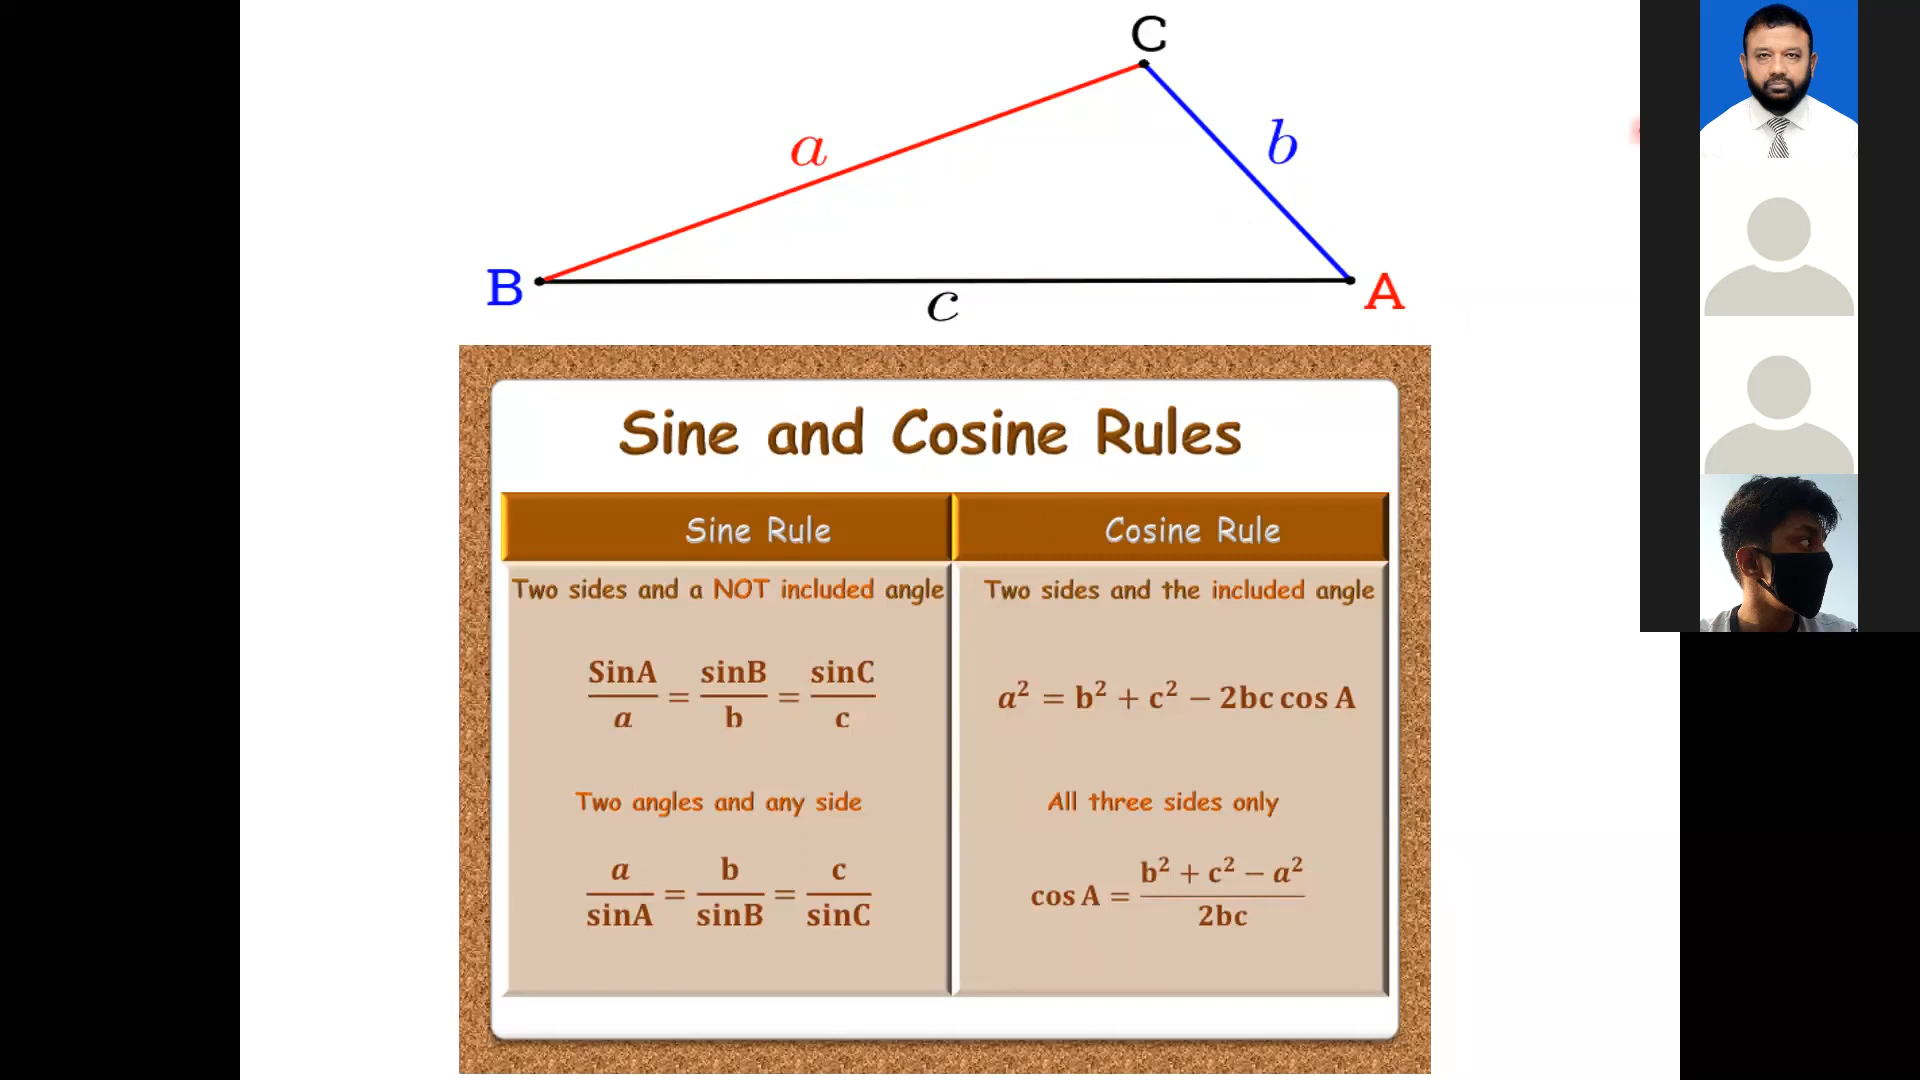 C
a
b
B
A
c
Sine and Cosine Rules
Sine Rule
Cosine Rule
Two sides and a NOT included angle
Two sides and the included angle
SinA/a = sinB/b = sinC/c
a² = b² + c² − 2bc cos A
Two angles and any side
All three sides only
a/sinA = b/sinB = c/sinC
cos A = b² + c² − a²/2bc